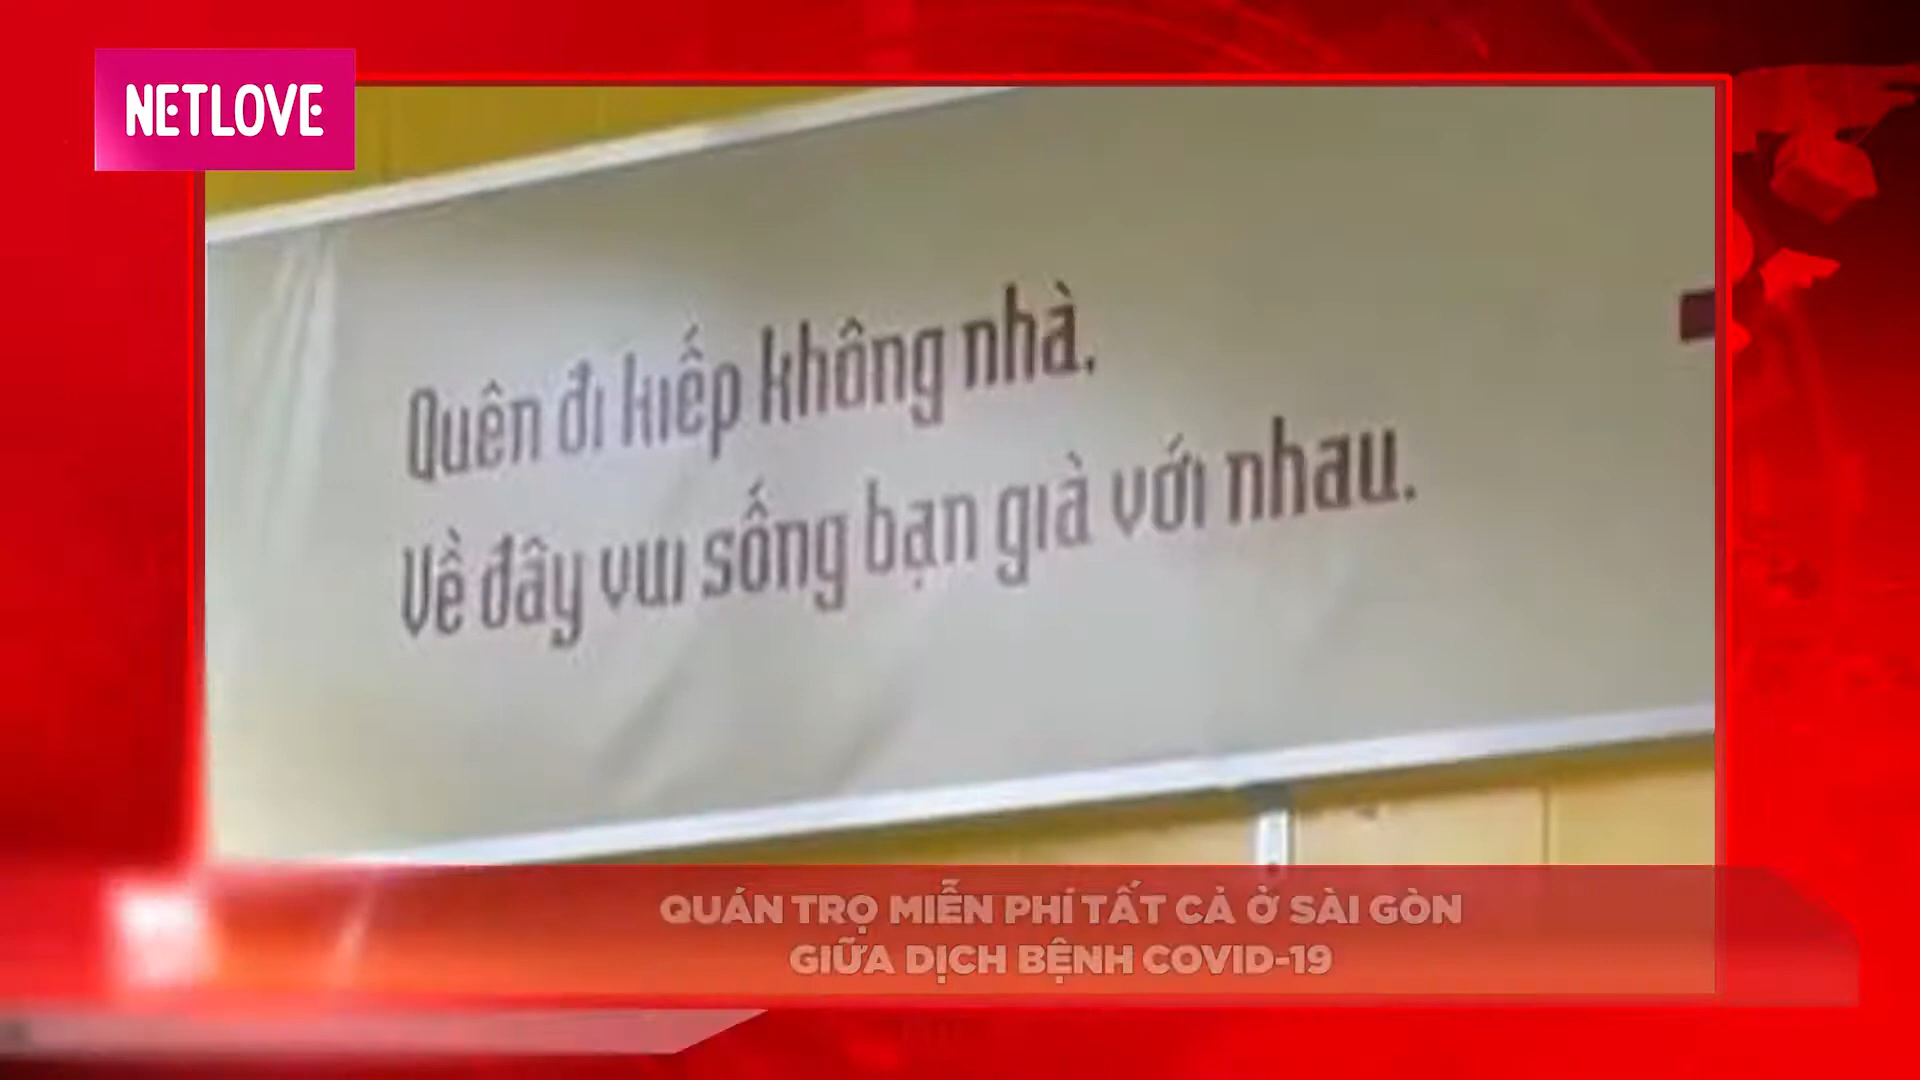 NETLOVE
Quên đi kiếp không nhà.
Về đây vui sống bạn già với nhau.
QUÁN TRỌ MIỄN PHÍ TẤT CẢ Ở SÀI GÒN
GIỮA DỊCH BỆNH COVID-19